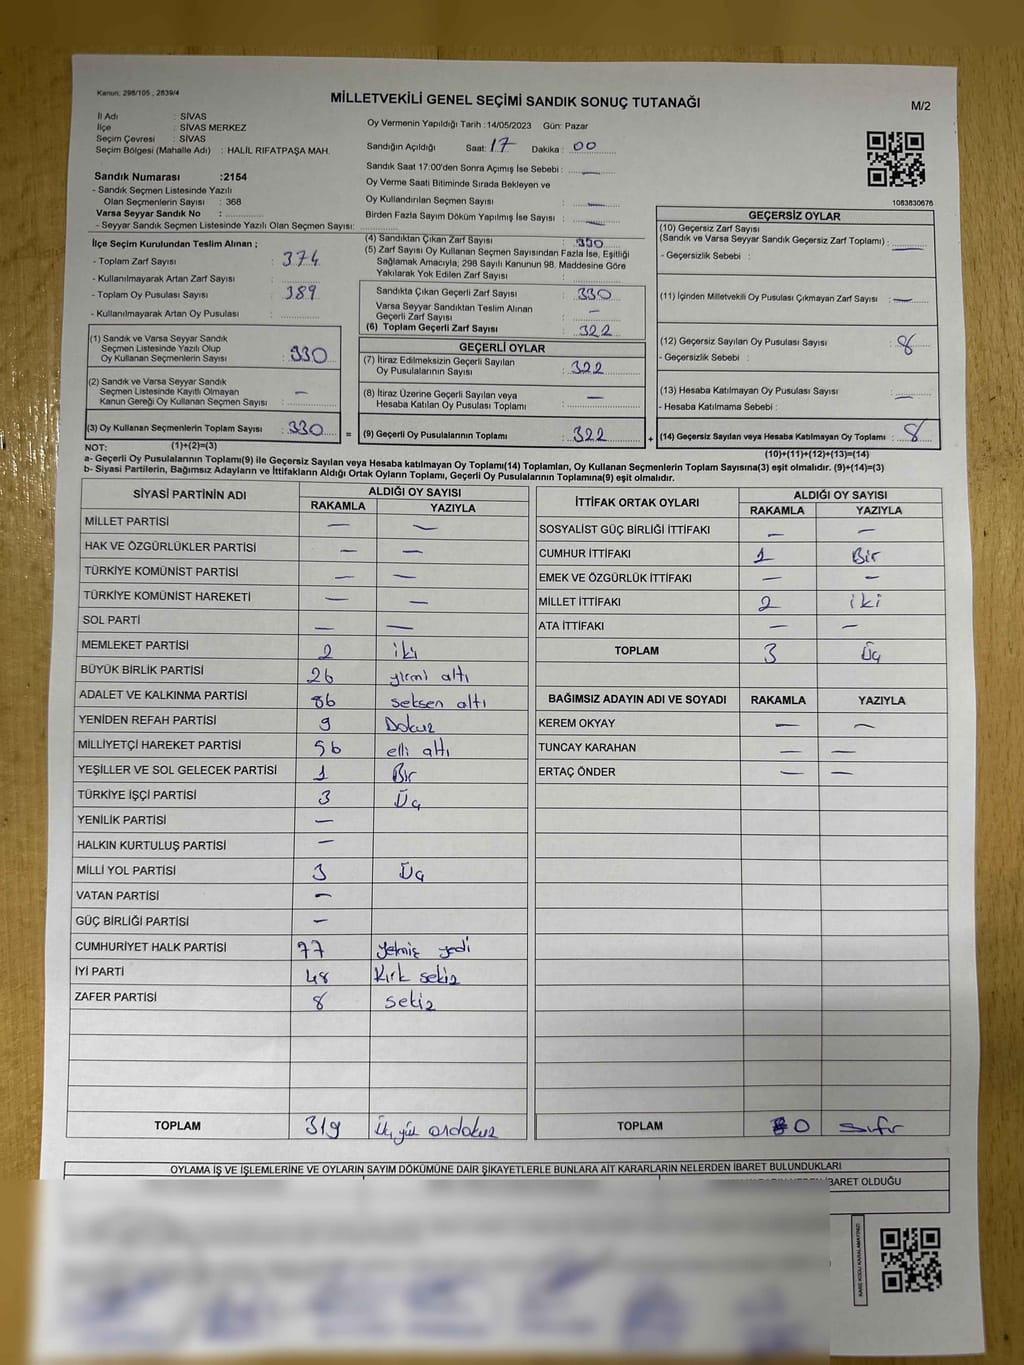 Kanun: 298/105 ; 2839/4
MİLLETVEKİLİ GENEL SEÇİMİ SANDIK SONUÇ TUTANAĞI
M/2
İl Adı : SİVAS
İlçe : SİVAS MERKEZ
Seçim Çevresi : SİVAS
Seçim Bölgesi (Mahalle Adı) : HALİL RIFATPAŞA MAH.
Sandık Numarası :2154
- Sandık Seçmen Listesinde Yazılı
Olan Seçmenlerin Sayısı : 368
Varsa Seyyar Sandık No :
- Seyyar Sandık Seçmen Listesinde Yazılı Olan Seçmen Sayısı:
Oy Vermenin Yapıldığı Tarih : 14/05/2023 Gün: Pazar
Sandığın Açıldığı Saat: 17 Dakika : 00
Sandık Saat 17:00'den Sonra Açımış İse Sebebi : —
Oy Verme Saati Bitiminde Sırada Bekleyen ve
Oy Kullandırılan Seçmen Sayısı : —
Birden Fazla Sayım Döküm Yapılmış İse Sayısı : —
1083830676
İlçe Seçim Kurulundan Teslim Alınan ;
- Toplam Zarf Sayısı : 374
- Kullanılmayarak Artan Zarf Sayısı :
- Toplam Oy Pusulası Sayısı : 389
- Kullanılmayarak Artan Oy Pusulası :
(1) Sandık ve Varsa Seyyar Sandık
Seçmen Listesinde Yazılı Olup
Oy Kullanan Seçmenlerin Sayısı : 330
(2) Sandık ve Varsa Seyyar Sandık
Seçmen Listesinde Kayıtlı Olmayan
Kanun Gereği Oy Kullanan Seçmen Sayısı : —
(3) Oy Kullanan Seçmenlerin Toplam Sayısı : 330 =
(4) Sandıktan Çıkan Zarf Sayısı : 330
(5) Zarf Sayısı Oy Kullanan Seçmen Sayısından Fazla İse, Eşitliği
Sağlamak Amacıyla, 298 Sayılı Kanunun 98. Maddesine Göre
Yakılarak Yok Edilen Zarf Sayısı :
Sandıkta Çıkan Geçerli Zarf Sayısı : 330
Varsa Seyyar Sandıktan Teslim Alınan
Geçerli Zarf Sayısı : —
(6) Toplam Geçerli Zarf Sayısı : 322
GEÇERLİ OYLAR
(7) İtiraz Edilmeksizin Geçerli Sayılan
Oy Pusulalarının Sayısı : 322
(8) İtiraz Üzerine Geçerli Sayılan veya
Hesaba Katılan Oy Pusulası Toplamı : —
(9) Geçerli Oy Pusulalarının Toplamı : 322 +
GEÇERSİZ OYLAR
(10) Geçersiz Zarf Sayısı
(Sandık ve Varsa Seyyar Sandık Geçersiz Zarf Toplamı) : —
- Geçersizlik Sebebi :
(11) İçinden Milletvekili Oy Pusulası Çıkmayan Zarf Sayısı : —
(12) Geçersiz Sayılan Oy Pusulası Sayısı : 8
- Geçersizlik Sebebi :
(13) Hesaba Katılmayan Oy Pusulası Sayısı : —
- Hesaba Katılmama Sebebi :
(14) Geçersiz Sayılan veya Hesaba Katılmayan Oy Toplamı : 8
NOT: (1)+(2)=(3)
(10)+(11)+(12)+(13)=(14)
a- Geçerli Oy Pusulalarının Toplamı(9) ile Geçersiz Sayılan veya Hesaba katılmayan Oy Toplamı(14) Toplamları, Oy Kullanan Seçmenlerin Toplam Sayısına(3) eşit olmalıdır. (9)+(14)=(3)
b- Siyasi Partilerin, Bağımsız Adayların ve İttifakların Aldığı Ortak Oyların Toplamı, Geçerli Oy Pusulalarının Toplamına(9) eşit olmalıdır.
SİYASİ PARTİNİN ADI ALDIĞI OY SAYISI
RAKAMLA YAZIYLA
MİLLET PARTİSİ — —
HAK VE ÖZGÜRLÜKLER PARTİSİ — —
TÜRKİYE KOMÜNİST PARTİSİ — —
TÜRKİYE KOMÜNİST HAREKETİ — —
SOL PARTİ — —
MEMLEKET PARTİSİ 2 iki
BÜYÜK BİRLİK PARTİSİ 26 yirmi altı
ADALET VE KALKINMA PARTİSİ 86 seksen altı
YENİDEN REFAH PARTİSİ 9 Dokuz
MİLLİYETÇİ HAREKET PARTİSİ 56 elli altı
YEŞİLLER VE SOL GELECEK PARTİSİ 1 Bir
TÜRKİYE İŞÇİ PARTİSİ 3 Üç
YENİLİK PARTİSİ —
HALKIN KURTULUŞ PARTİSİ —
MİLLİ YOL PARTİSİ 3 Üç
VATAN PARTİSİ —
GÜÇ BİRLİĞİ PARTİSİ —
CUMHURİYET HALK PARTİSİ 77 yetmiş yedi
İYİ PARTİ 48 Kırk sekiz
ZAFER PARTİSİ 8 sekiz
TOPLAM 319 Üç yüz ondokuz
İTTİFAK ORTAK OYLARI ALDIĞI OY SAYISI
RAKAMLA YAZIYLA
SOSYALİST GÜÇ BİRLİĞİ İTTİFAKI — —
CUMHUR İTTİFAKI 1 Bir
EMEK VE ÖZGÜRLÜK İTTİFAKI — —
MİLLET İTTİFAKI 2 iki
ATA İTTİFAKI — —
TOPLAM 3 Üç
BAĞIMSIZ ADAYIN ADI VE SOYADI RAKAMLA YAZIYLA
KEREM OKYAY — —
TUNCAY KARAHAN — —
ERTAÇ ÖNDER — —
TOPLAM 0 sıfır
OYLAMA İŞ VE İŞLEMLERİNE VE OYLARIN SAYIM DÖKÜMÜNE DAİR ŞİKAYETLERLE BUNLARA AİT KARARLARIN NELERDEN İBARET BULUNDUKLARI
İBARET OLDUĞU
KARE KODU KARALAMAYINIZ!